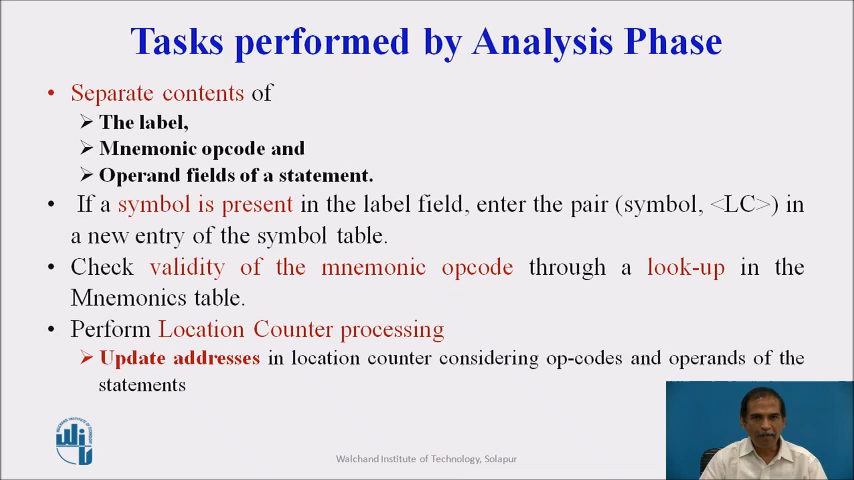 Tasks performed by Analysis Phase
• Separate contents of
➢ The label,
➢ Mnemonic opcode and
➢ Operand fields of a statement.
• If a symbol is present in the label field, enter the pair (symbol, <LC>) in
a new entry of the symbol table.
• Check validity of the mnemonic opcode through a look-up in the
Mnemonics table.
• Perform Location Counter processing
➢ Update addresses in location counter considering op-codes and operands of the
statements
Walchand Institute of Technology, Solapur